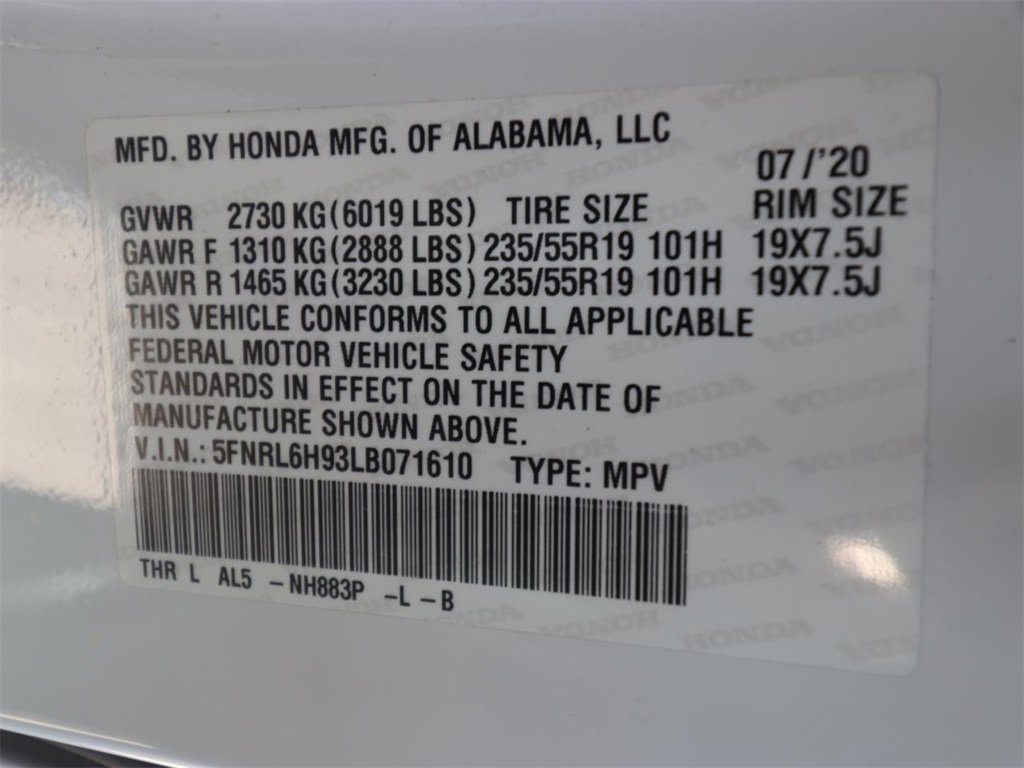 MFD. BY HONDA MFG. OF ALABAMA, LLC
07/'20
GVWR 2730 KG(6019 LBS) TIRE SIZE RIM SIZE
GAWR F 1310 KG(2888 LBS) 235/55R19 101H 19X7.5J
GAWR R 1465 KG(3230 LBS) 235/55R19 101H 19X7.5J
THIS VEHICLE CONFORMS TO ALL APPLICABLE
FEDERAL MOTOR VEHICLE SAFETY
STANDARDS IN EFFECT ON THE DATE OF
MANUFACTURE SHOWN ABOVE.
V.I.N.: 5FNRL6H93LB071610 TYPE: MPV
THR L AL5 -NH883P -L -B